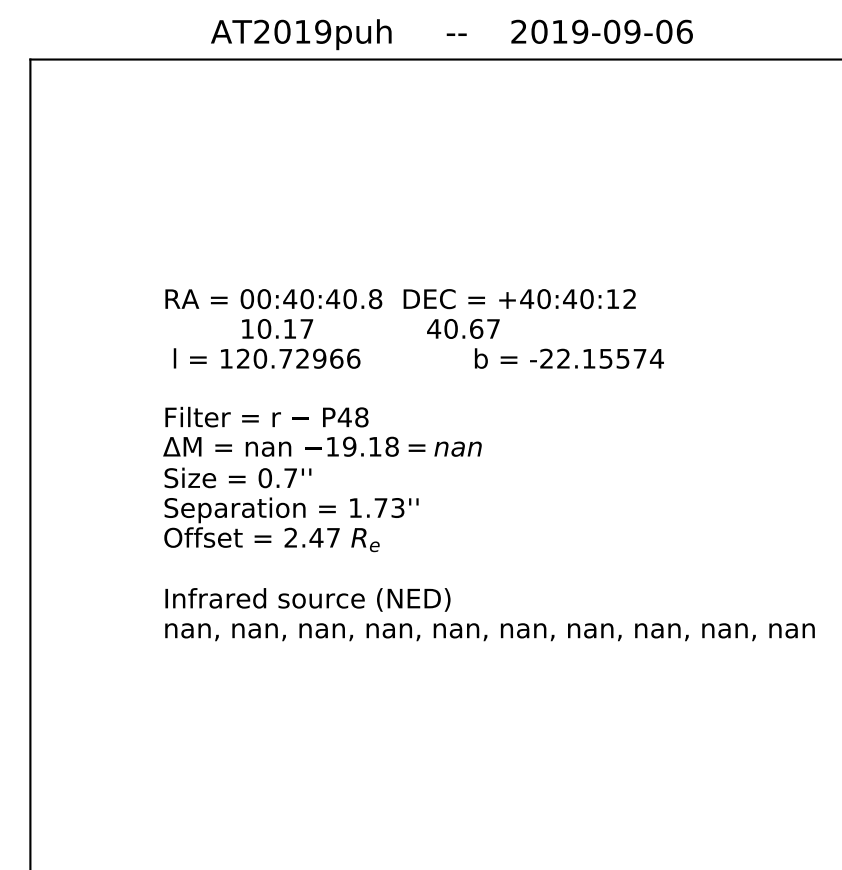 AT2019puh -- 2019-09-06
RA = 00:40:40.8 DEC = +40:40:12
10.17 40.67
l = 120.72966 b = -22.15574
Filter = r − P48
ΔM = nan −19.18 = nan
Size = 0.7''
Separation = 1.73''
Offset = 2.47 Rₑ
Infrared source (NED)
nan, nan, nan, nan, nan, nan, nan, nan, nan, nan